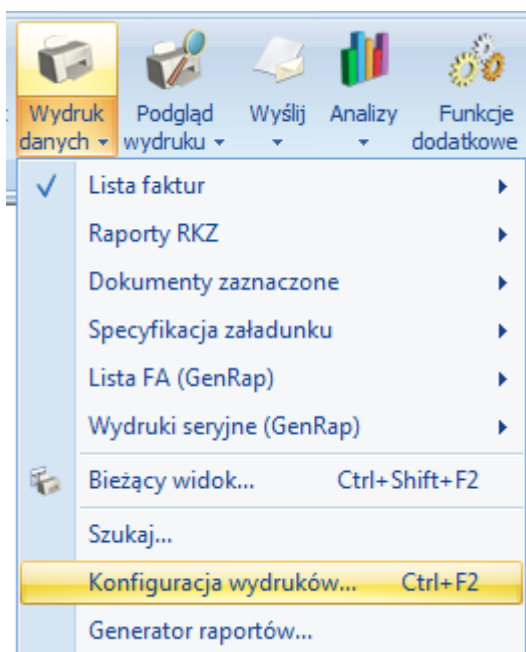 Wydruk Podgląd Wyślij Analizy Funkcje
danych wydruku dodatkowe
Lista faktur
Raporty RKZ
Dokumenty zaznaczone
Specyfikacja załadunku
Lista FA (GenRap)
Wydruki seryjne (GenRap)
Bieżący widok... Ctrl+Shift+F2
Szukaj...
Konfiguracja wydruków... Ctrl+F2
Generator raportów...